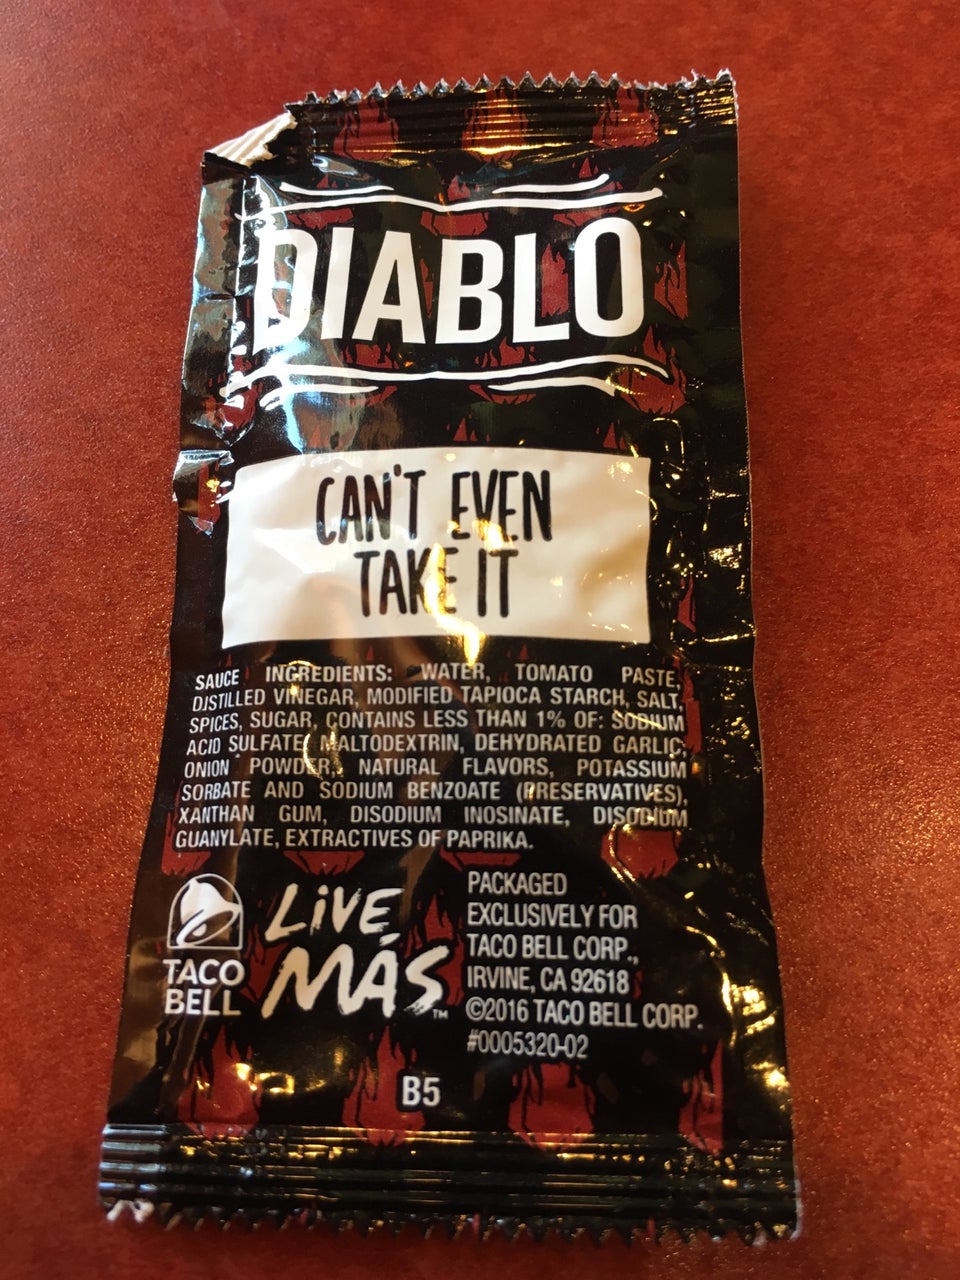 DIABLO
CAN'T EVEN
TAKE IT
SAUCE INGREDIENTS: WATER, TOMATO PASTE,
DISTILLED VINEGAR, MODIFIED TAPIOCA STARCH, SALT,
SPICES, SUGAR, CONTAINS LESS THAN 1% OF: SODIUM
ACID SULFATE, MALTODEXTRIN, DEHYDRATED GARLIC,
ONION POWDER, NATURAL FLAVORS, POTASSIUM
SORBATE AND SODIUM BENZOATE (PRESERVATIVES),
XANTHAN GUM, DISODIUM INOSINATE, DISODIUM
GUANYLATE, EXTRACTIVES OF PAPRIKA.
TACO
BELL
LiVE
MÁS™
PACKAGED
EXCLUSIVELY FOR
TACO BELL CORP.,
IRVINE, CA 92618
©2016 TACO BELL CORP.
#0005320-02
B5